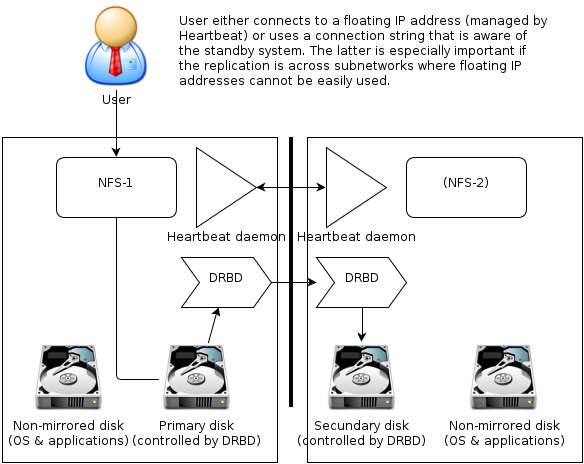 User either connects to a floating IP address (managed by
Heartbeat) or uses a connection string that is aware of
the standby system. The latter is especially important if
the replication is across subnetworks where floating IP
addresses cannot be easily used.
User
NFS-1
(NFS-2)
Heartbeat daemon
Heartbeat daemon
DRBD
DRBD
Non-mirrored disk
(OS & applications)
Primary disk
(controlled by DRBD)
Secundary disk
(controlled by DRBD)
Non-mirrored disk
(OS & applications)